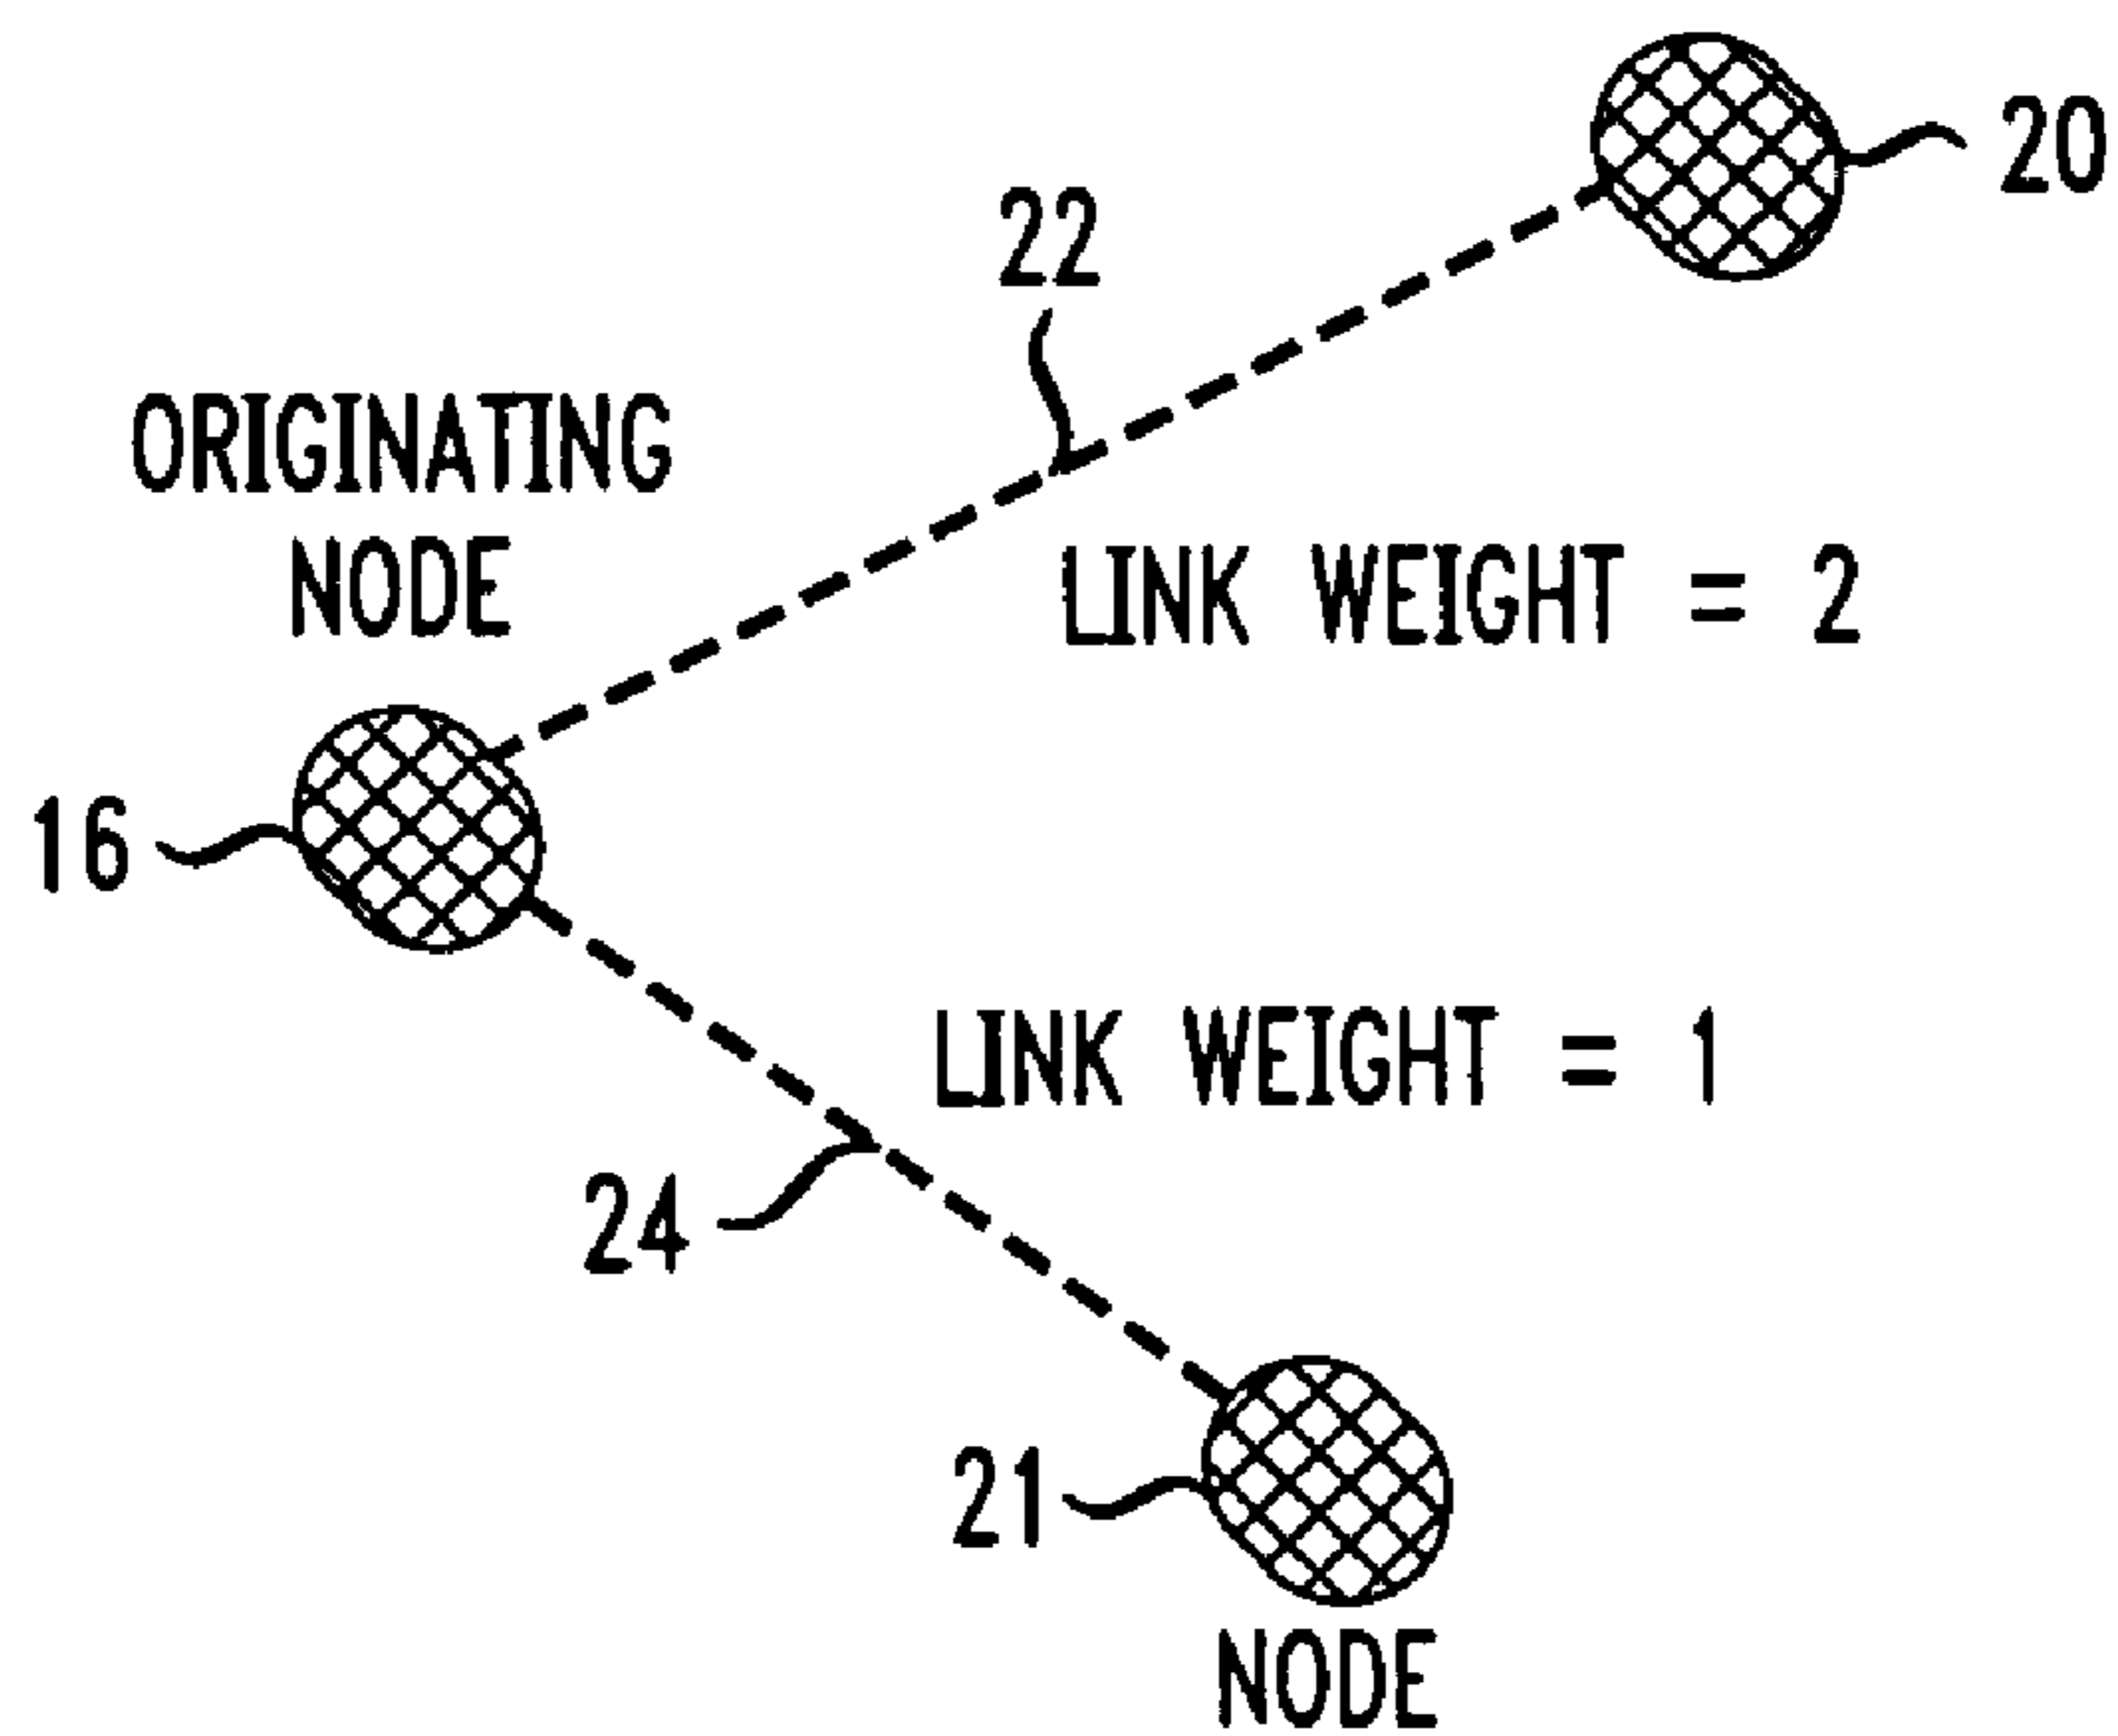 20
22
ORIGINATING
NODE
LINK WEIGHT = 2
16
LINK WEIGHT = 1
24
21
NODE